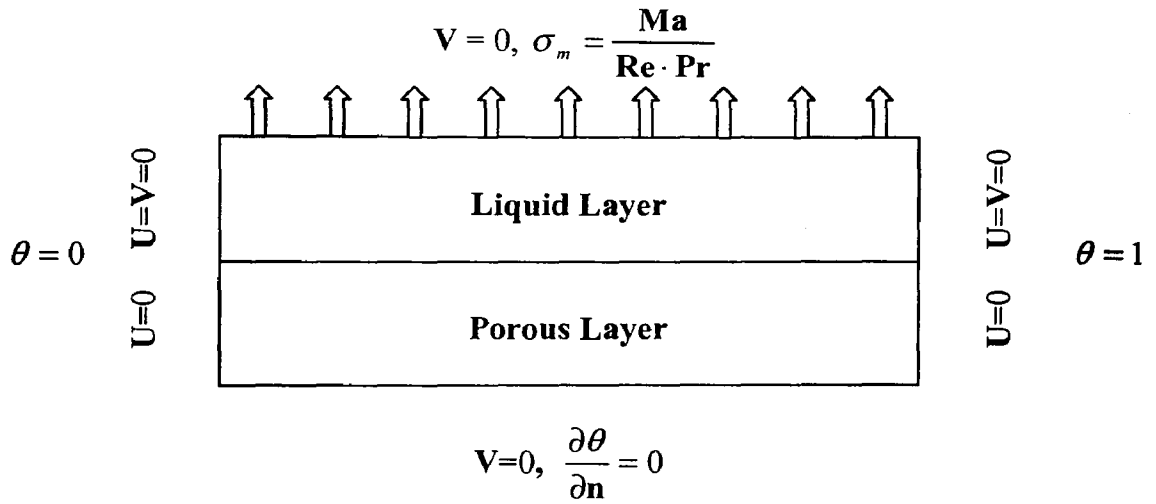 V = 0, σ_m = Ma / (Re · Pr)
U=V=0
U=V=0
Liquid Layer
θ = 0
θ = 1
U=0
U=0
Porous Layer
V=0, ∂θ/∂n = 0